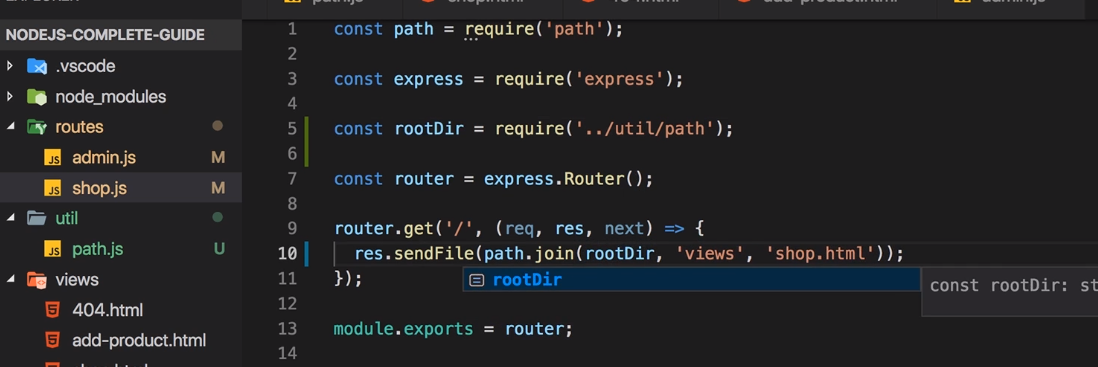 NODEJS-COMPLETE-GUIDE
.vscode
node_modules
routes
admin.js M
shop.js M
util
path.js U
views
404.html
add-product.html
1 const path = require('path');
2
3 const express = require('express');
4
5 const rootDir = require('../util/path');
6
7 const router = express.Router();
8
9 router.get('/', (req, res, next) => {
10 res.sendFile(path.join(rootDir, 'views', 'shop.html'));
11 });
rootDir
const rootDir: st
12
13 module.exports = router;
14